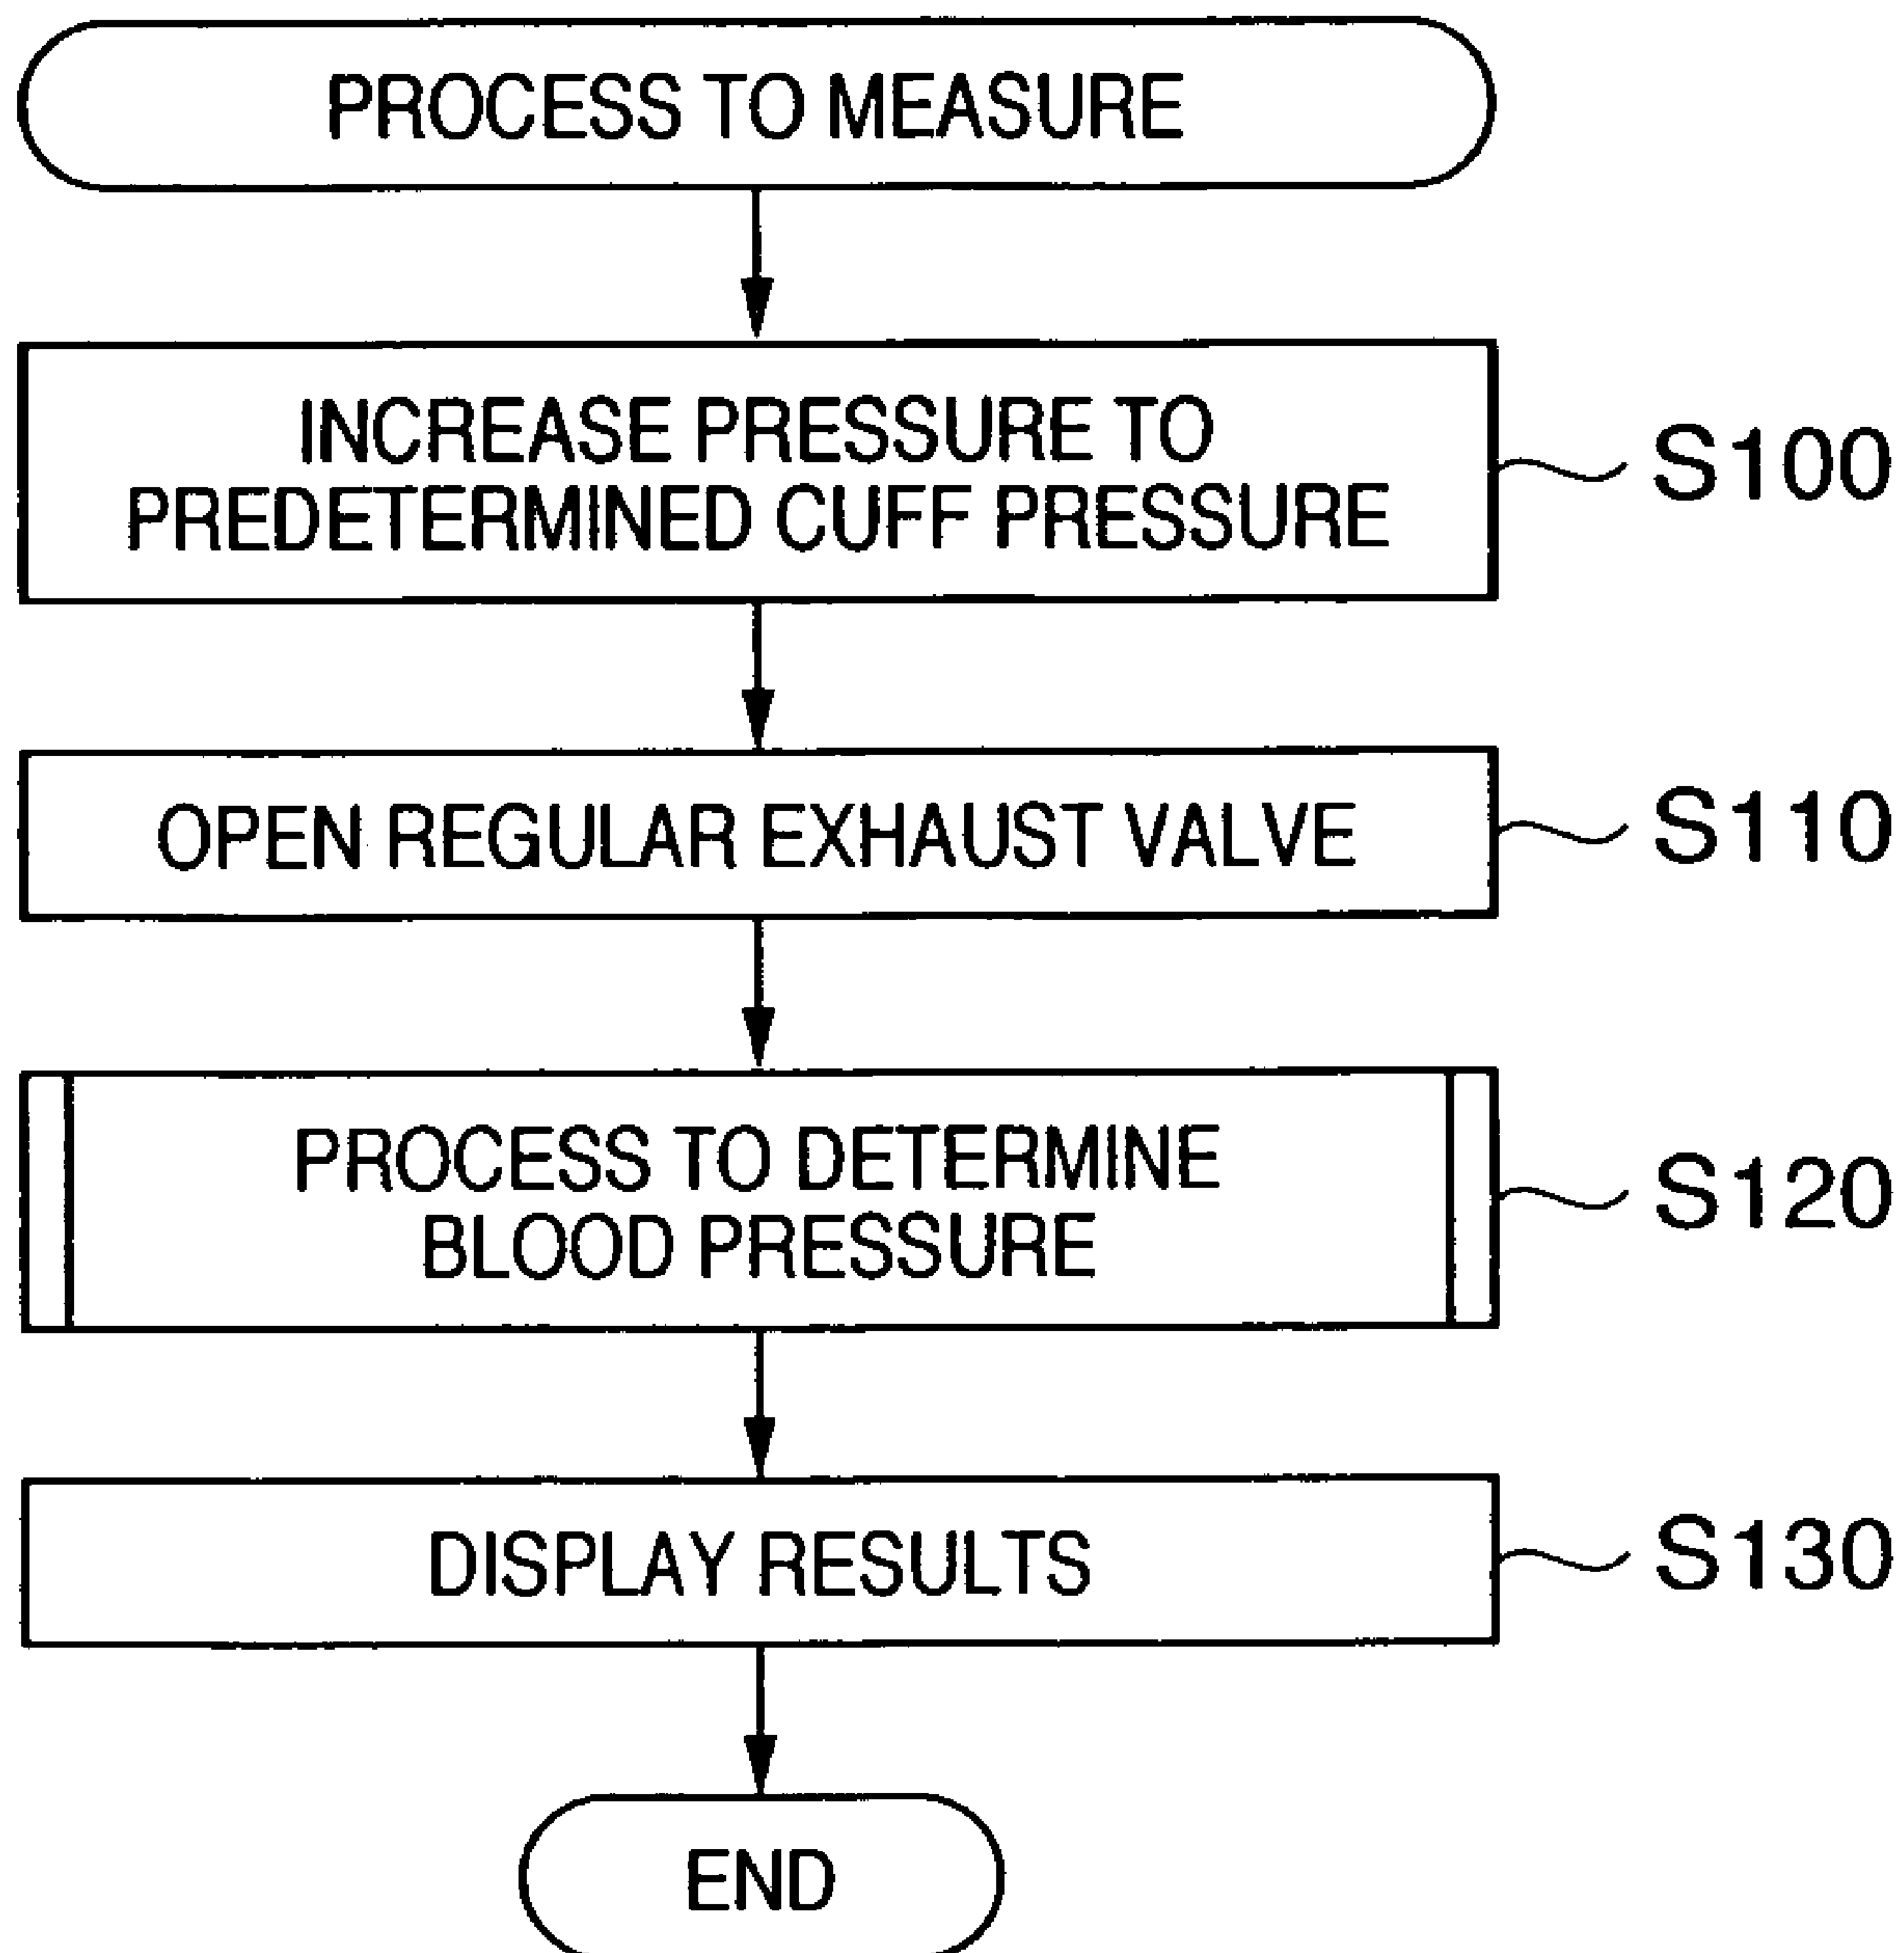 PROCESS TO MEASURE
INCREASE PRESSURE TO
PREDETERMINED CUFF PRESSURE
S100
OPEN REGULAR EXHAUST VALVE
S110
PROCESS TO DETERMINE
BLOOD PRESSURE
S120
DISPLAY RESULTS
S130
END